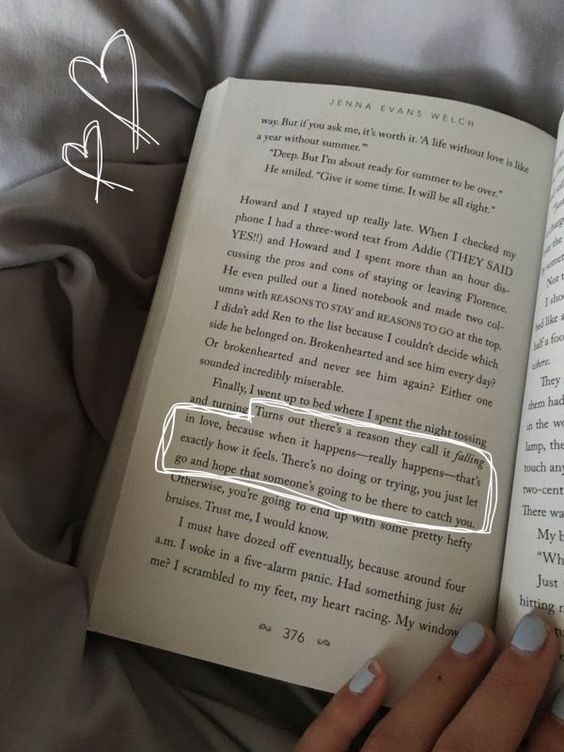 JENNA EVANS WELCH
way. But if you ask me, it's worth it. 'A life without love is like
a year without summer.'"
"Deep. But I'm about ready for summer to be over."
He smiled. "Give it some time. It will be all right."
Howard and I stayed up really late. When I checked my
phone I had a three-word text from Addie (THEY SAID
YES!!) and Howard and I spent more than an hour dis-
cussing the pros and cons of staying or leaving Florence.
He even pulled out a lined notebook and made two col-
umns with REASONS TO STAY and REASONS TO GO at the top.
I didn't add Ren to the list because I couldn't decide which
side he belonged on. Brokenhearted and see him every day?
Or brokenhearted and never see him again? Either one
sounded incredibly miserable.
Finally, I went up to bed where I spent the night tossing
and turning. Turns out there's a reason they call it falling
in love, because when it happens—really happens—that's
exactly how it feels. There's no doing or trying, you just let
go and hope that someone's going to be there to catch you.
Otherwise, you're going to end up with some pretty hefty
bruises. Trust me, I would know.
I must have dozed off eventually, because around four
a.m. I woke in a five-alarm panic. Had something just hit
me? I scrambled to my feet, my heart racing. My window
376
Not
I sho
like a
half a foo
where.
They
them had
in the wo
lamp, the
touch any
two-cent
There wa
My b
"Wh
Just
hitting